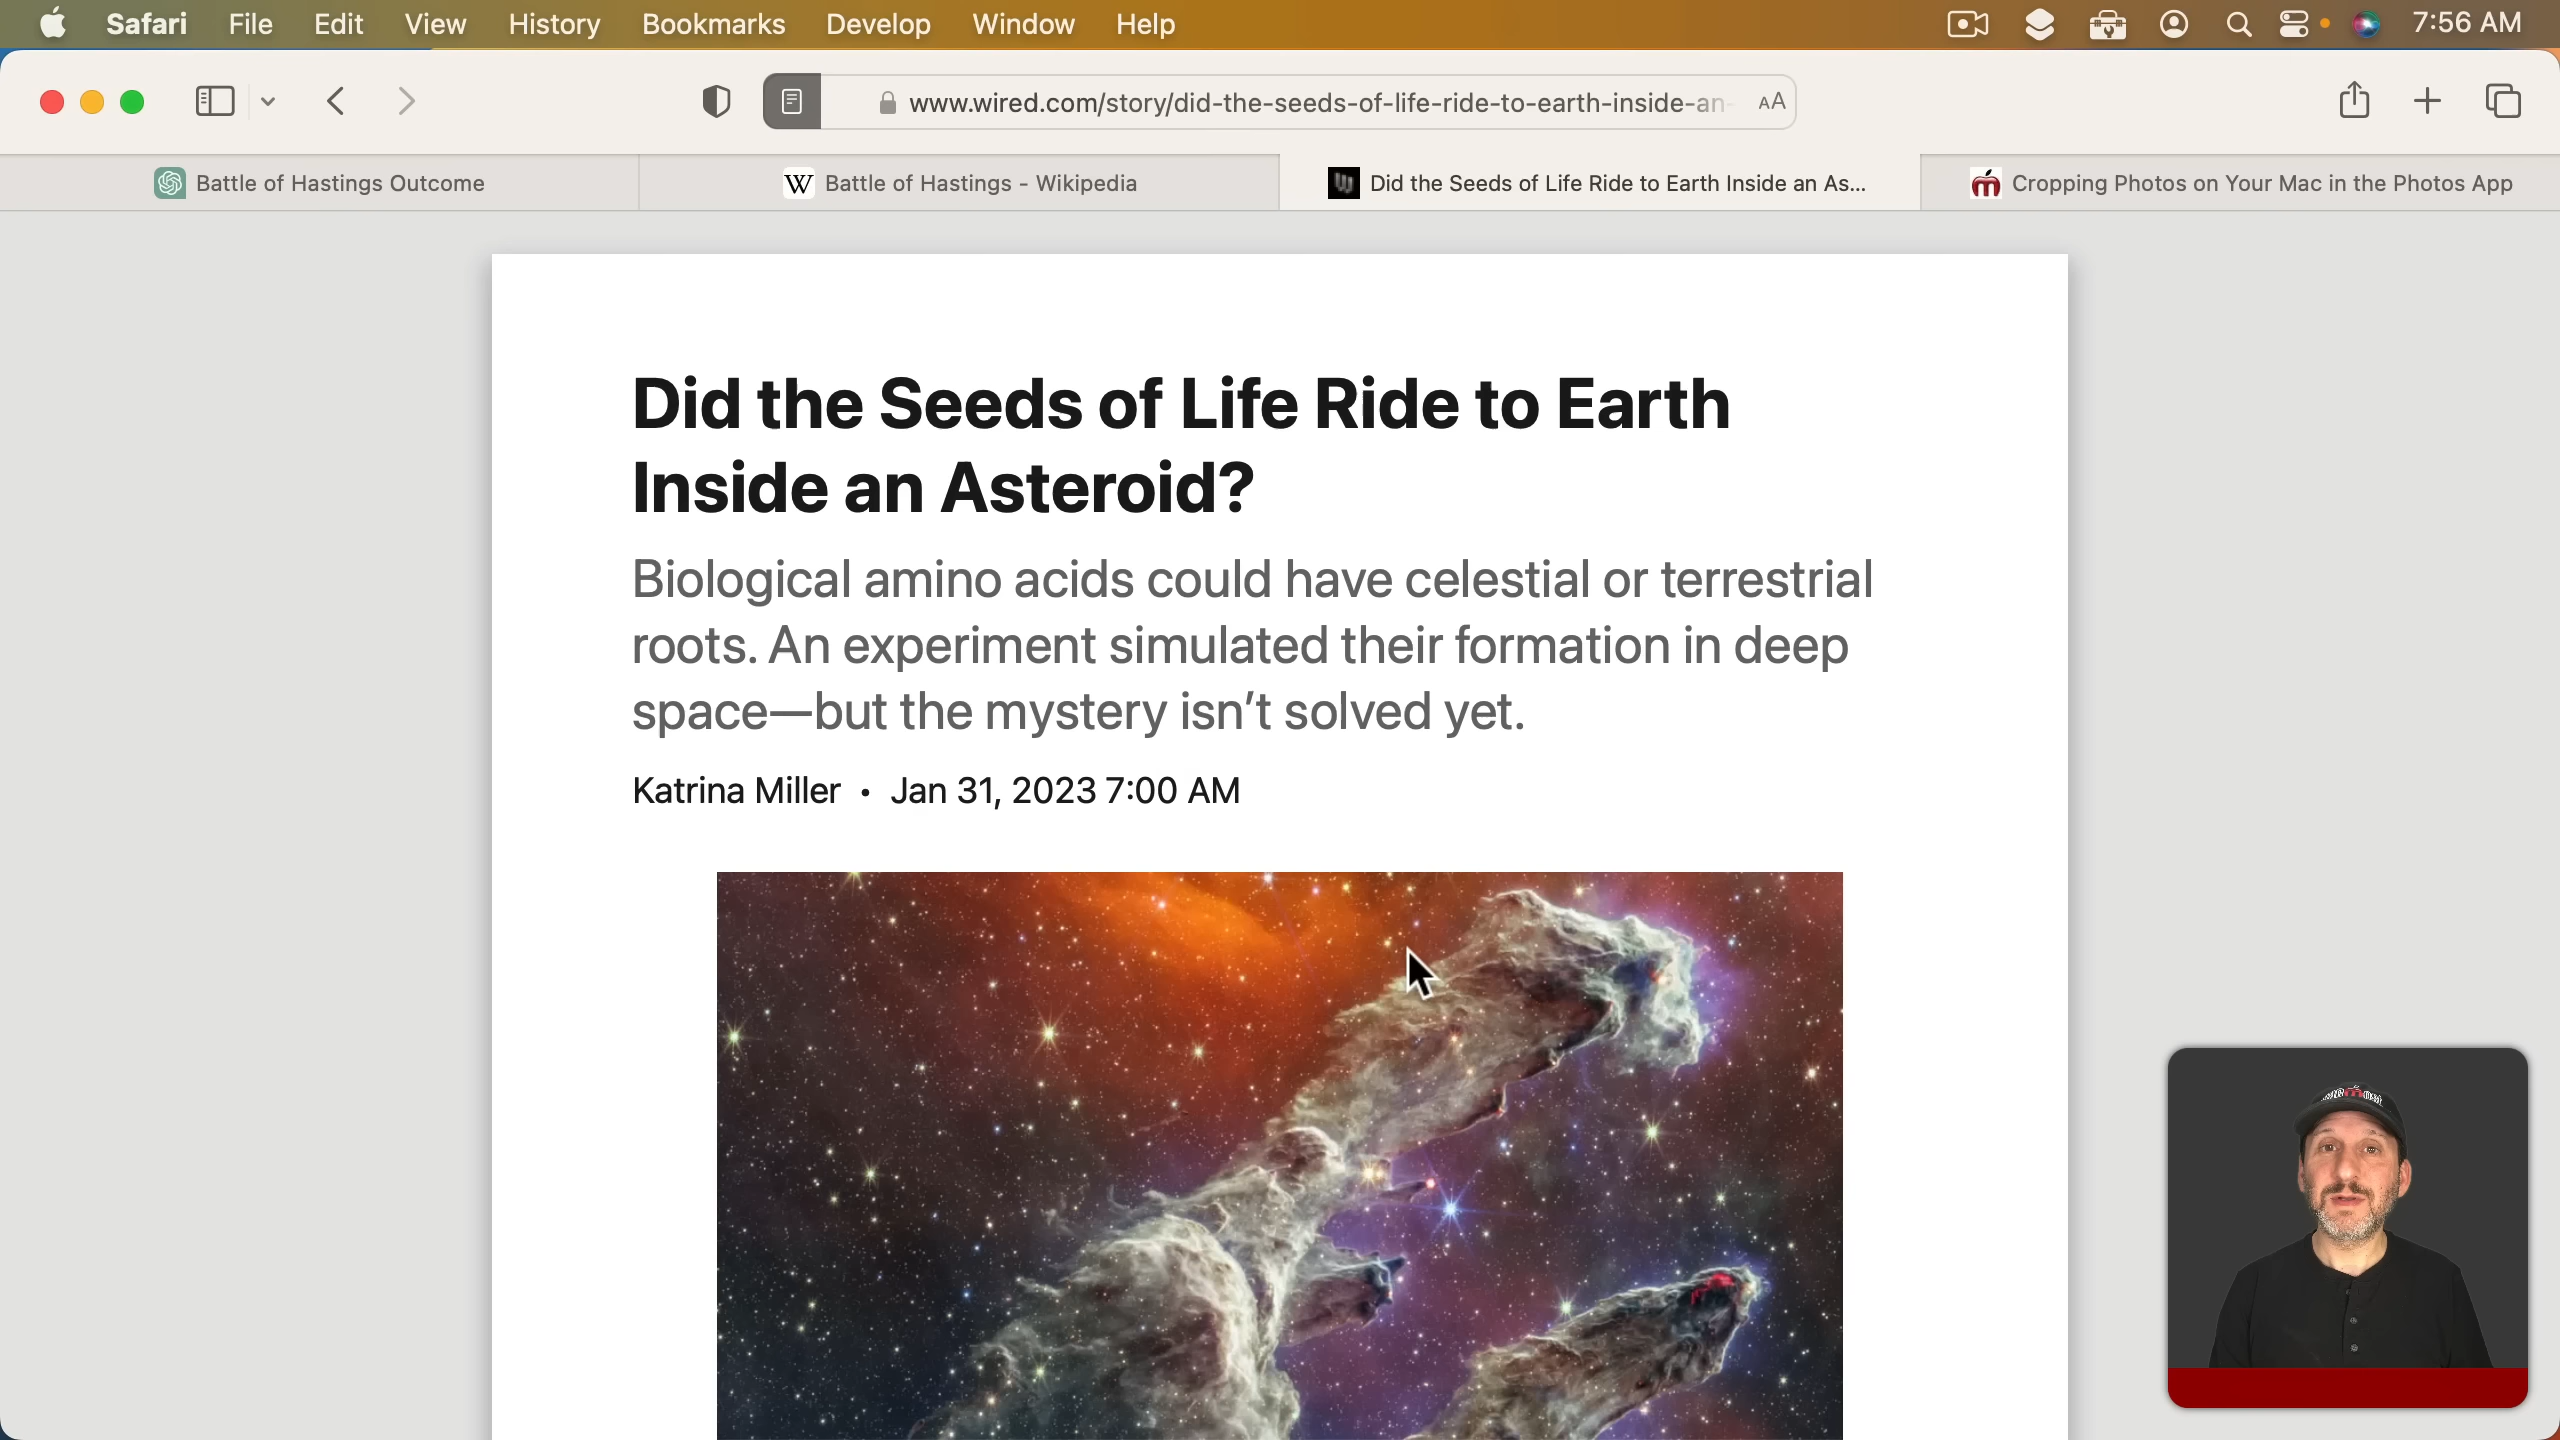 Safari File Edit View History Bookmarks Develop Window Help 7:56 AM
www.wired.com/story/did-the-seeds-of-life-ride-to-earth-inside-an- AA
Battle of Hastings Outcome
W Battle of Hastings - Wikipedia
Did the Seeds of Life Ride to Earth Inside an As...
Cropping Photos on Your Mac in the Photos App
Did the Seeds of Life Ride to Earth
Inside an Asteroid?
Biological amino acids could have celestial or terrestrial
roots. An experiment simulated their formation in deep
space—but the mystery isn’t solved yet.
Katrina Miller • Jan 31, 2023 7:00 AM